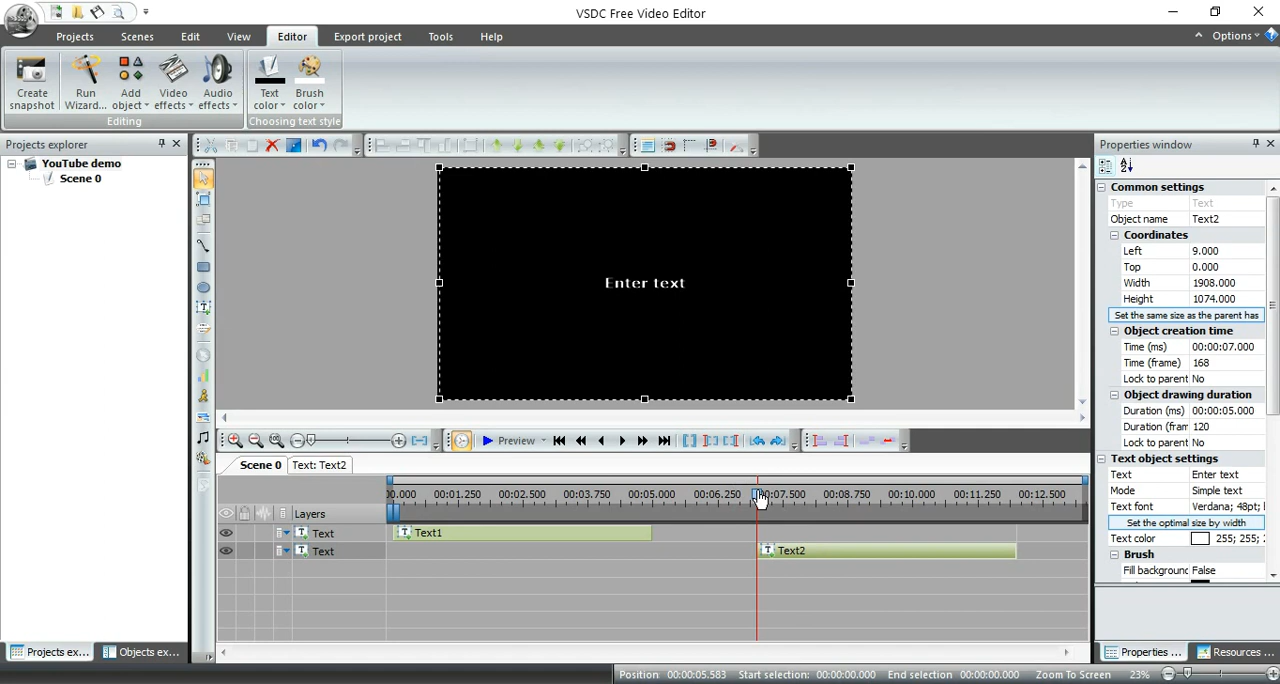 VSDC Free Video Editor
Projects
Scenes
Edit
View
Editor
Export project
Tools
Help
Options
Create snapshot
Run Wizard...
Add object
Video effects
Audio effects
Text color
Brush color
Editing
Choosing text style
Projects explorer
Properties window
YouTube demo
Scene 0
Enter text
Common settings
Type Text
Object name Text2
Coordinates
Left 9.000
Top 0.000
Width 1908.000
Height 1074.000
Set the same size as the parent has
Object creation time
Time (ms) 00:00:07.000
Time (frame) 168
Lock to parent No
Object drawing duration
Duration (ms) 00:00:05.000
Duration (frame 120
Lock to parent No
Text object settings
Text Enter text
Mode Simple text
Text font Verdana; 48pt;
Set the optimal size by width
Text color 255; 255;
Brush
Fill background False
Preview
Scene 0
Text: Text2
0.000 00:01.250 00:02.500 00:03.750 00:05.000 00:06.250 00:07.500 00:08.750 00:10.000 00:11.250 00:12.500
Layers
Text
Text1
Text
Text2
Projects ex...
Objects ex...
Properties ...
Resources ...
Position: 00:00:05.583
Start selection: 00:00:00.000
End selection: 00:00:00.000
Zoom To Screen
23%